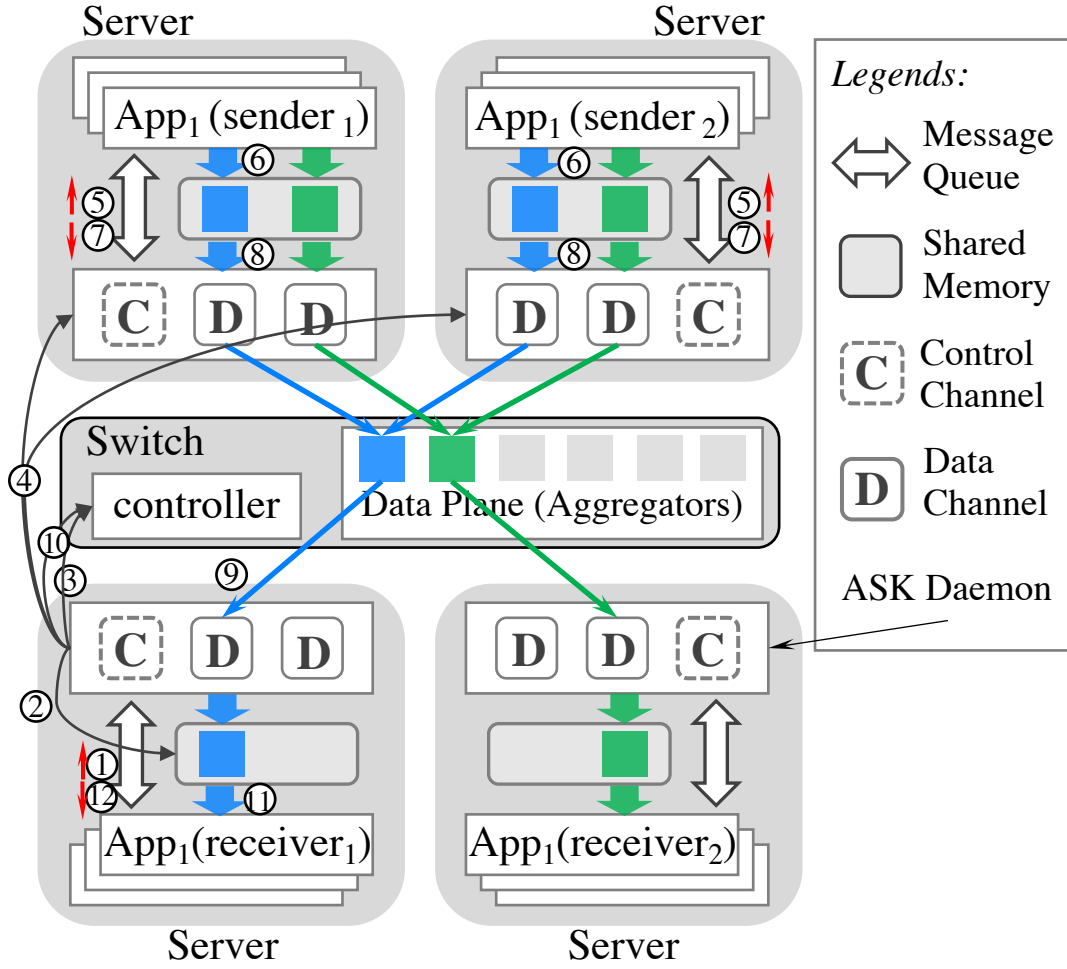 Server
Server
Legends:
App1 (sender 1)
App1 (sender 2)
Message
Queue
⑥
⑥
⑤
⑤
⑦
⑦
Shared
Memory
⑧
⑧
C D D
D D C
C
Control
Channel
Switch
④
D
Data
Channel
controller
Data Plane (Aggregators)
⑩
③
⑨
ASK Daemon
C D D
D D C
②
①
⑫
⑪
App1(receiver1)
App1(receiver2)
Server
Server